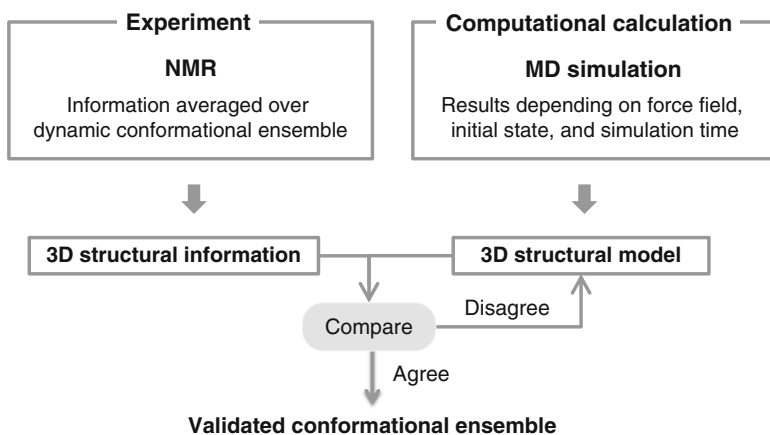 Experiment
NMR
Information averaged over
dynamic conformational ensemble
Computational calculation
MD simulation
Results depending on force field,
initial state, and simulation time
3D structural information
3D structural model
Compare
Disagree
Agree
Validated conformational ensemble